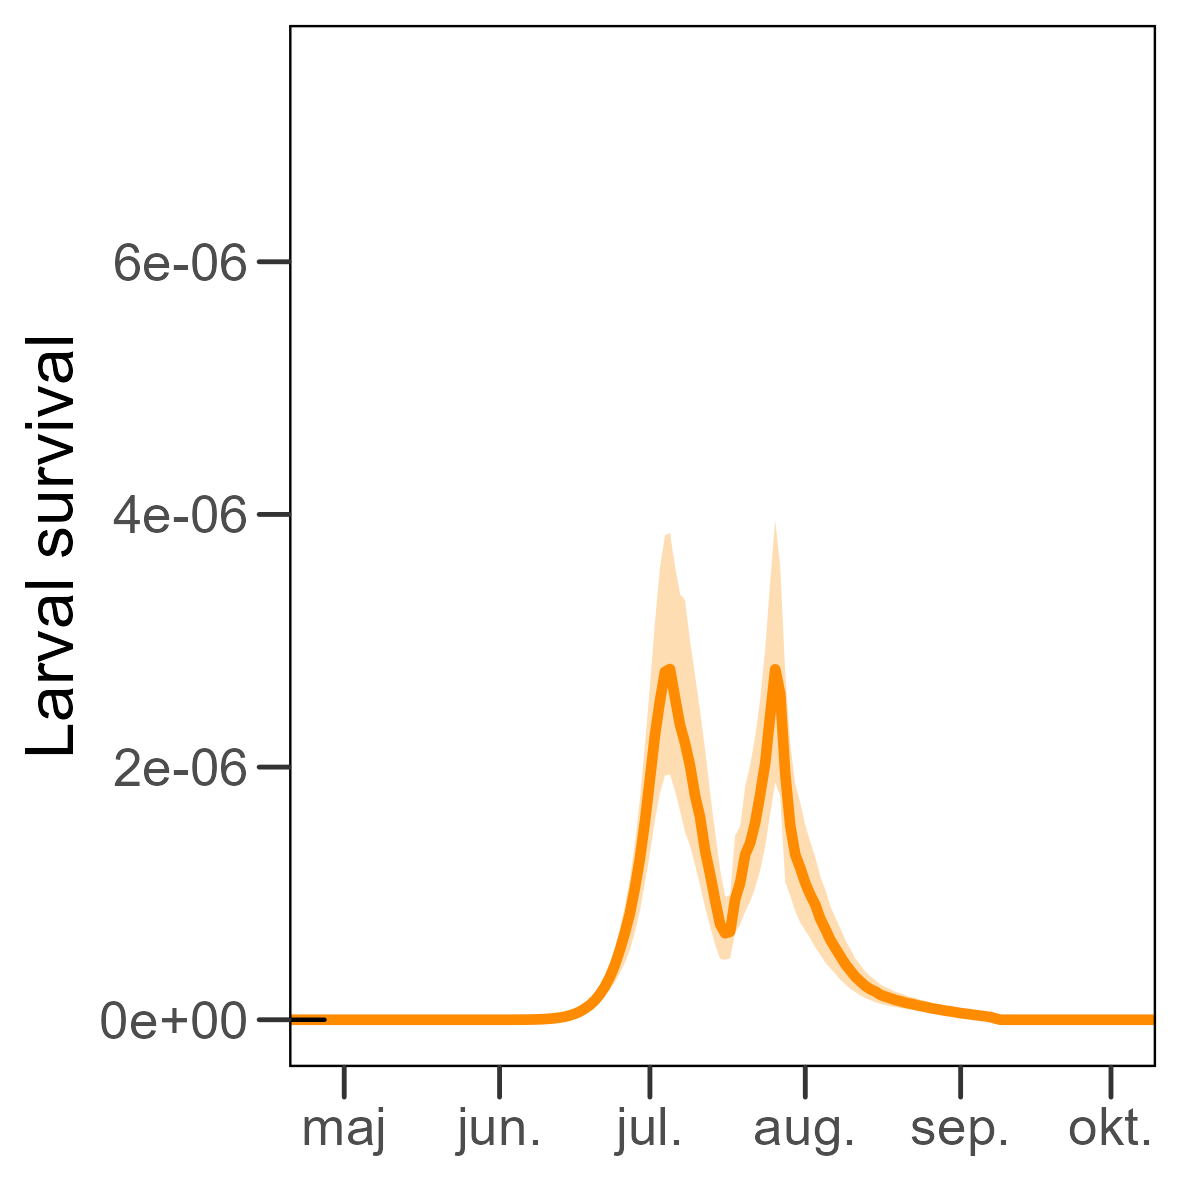 Larval survival
6e-06
4e-06
2e-06
0e+00
maj jun. jul. aug. sep. okt.